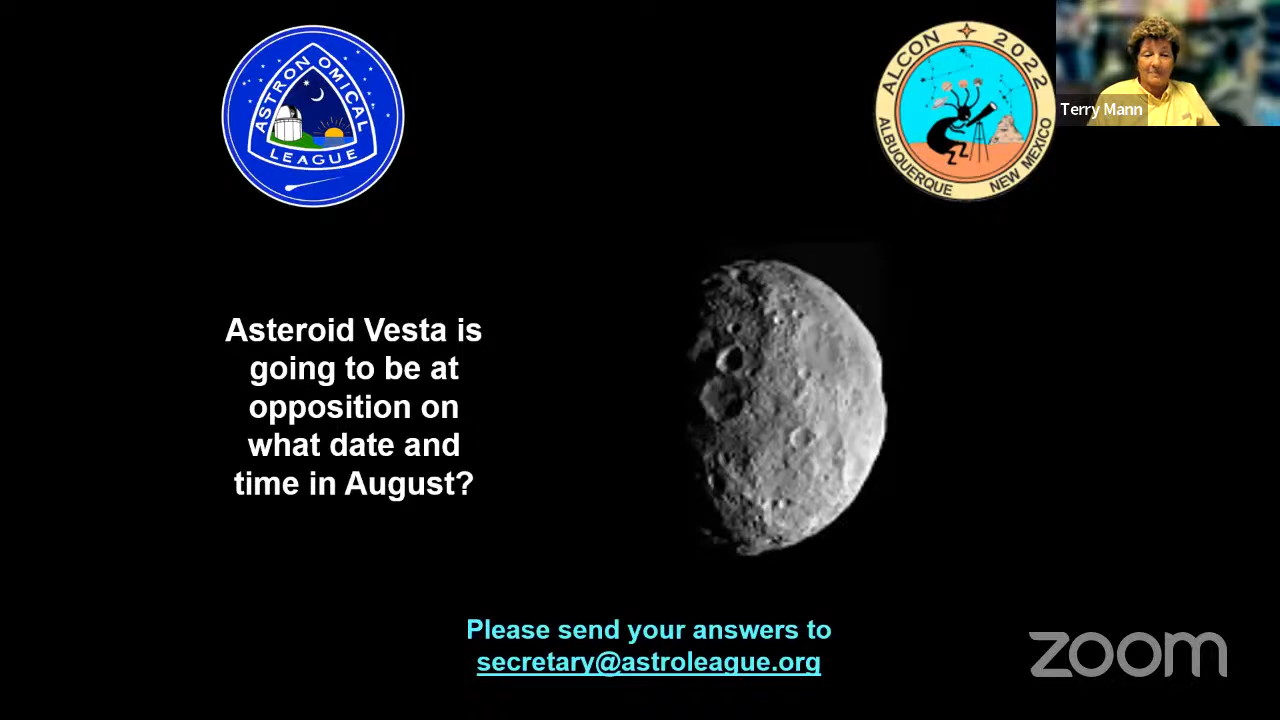 ASTRONOMICAL
LEAGUE
ALCON 2022
ALBUQUERQUE NEW MEXICO
Terry Mann
Asteroid Vesta is
going to be at
opposition on
what date and
time in August?
Please send your answers to
secretary@astroleague.org
zoom